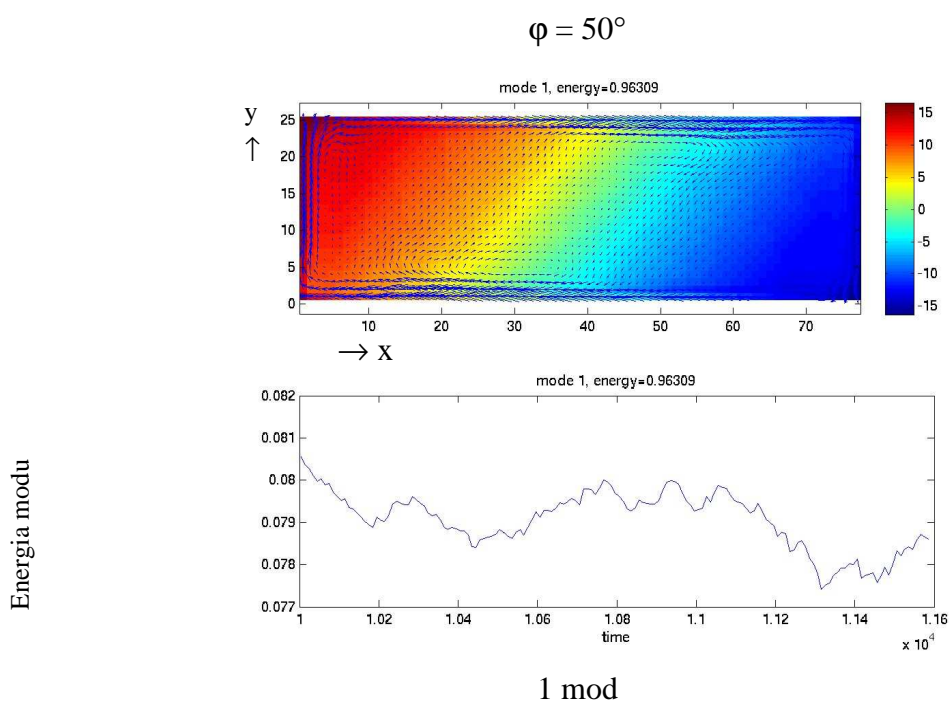 φ = 50°
mode 1, energy=0.96309
y
↑
25
20
15
10
5
0
10 20 30 40 50 60 70
15
10
5
0
-5
-10
-15
→ x
mode 1, energy=0.96309
Energia modu
0.082
0.081
0.08
0.079
0.078
0.077
1 1.02 1.04 1.06 1.08 1.1 1.12 1.14 1.16
time
x 10⁴
1 mod